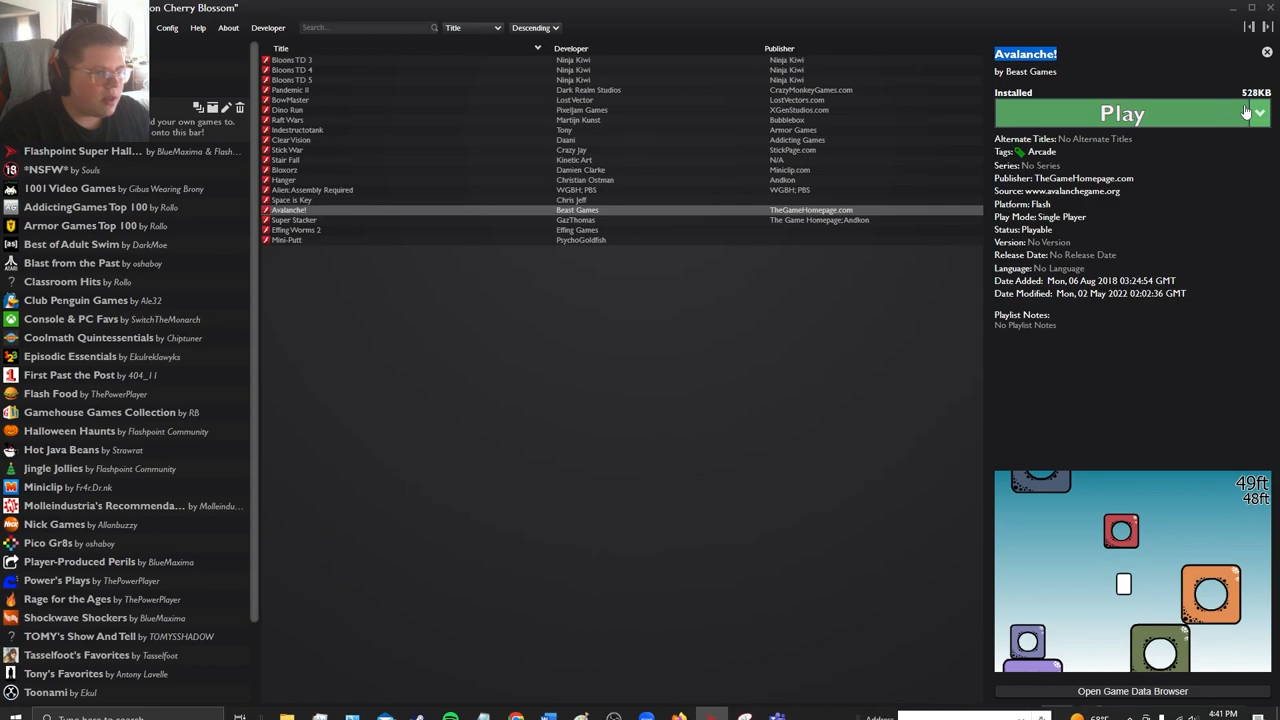 on Cherry Blossom"
Config Help About Developer Search... Title Descending
Title Developer Publisher
Bloons TD 3 Ninja Kiwi Ninja Kiwi
Bloons TD 4 Ninja Kiwi Ninja Kiwi
Bloons TD 5 Ninja Kiwi Ninja Kiwi
Pandemic II Dark Realm Studios CrazyMonkeyGames.com
BowMaster Lost Vector LostVectors.com
Dino Run PixelJam Games XGenStudios.com
Raft Wars Martijn Kunst Bubblebox
Indestructotank Tony Armor Games
Clear Vision Daani Addicting Games
Stick War Crazy Jay StickPage.com
Stair Fall Kinetic Art N/A
Bloxorz Damien Clarke Miniclip.com
Hanger Christian Ostman Andkon
Alien: Assembly Required WGBH; PBS WGBH; PBS
Space is Key Chris Jeff
Avalanche! Beast Games TheGameHomepage.com
Super Stacker GazThomas The Game Homepage; Andkon
Effing Worms 2 Effing Games
Mini-Putt PsychoGoldfish
ld your own games to.
onto this bar!
Flashpoint Super Hall... by BlueMaxima & Flash...
*NSFW* by Souls
1001 Video Games by Gibus Wearing Brony
AG AddictingGames Top 100 by Rollo
Armor Games Top 100 by Rollo
Best of Adult Swim by DarkMoe
Blast from the Past by oshaboy
? Classroom Hits by Rollo
Club Penguin Games by Ale32
Console & PC Favs by SwitchTheMonarch
Coolmath Quintessentials by Chiptuner
Episodic Essentials by Ekulreklawyks
First Past the Post by 404_11
Flash Food by ThePowerPlayer
Gamehouse Games Collection by RB
Halloween Haunts by Flashpoint Community
Hot Java Beans by Strawrat
Jingle Jollies by Flashpoint Community
Miniclip by Fr4r.Dr.nk
Molleindustria's Recommenda... by Molleindu...
Nick Games by Allanbuzzy
Pico Gr8s by oshaboy
Player-Produced Perils by BlueMaxima
Power's Plays by ThePowerPlayer
Rage for the Ages by ThePowerPlayer
Shockwave Shockers by BlueMaxima
? TOMY's Show And Tell by TOMYSSHADOW
Tasselfoot's Favorites by Tasselfoot
Tony's Favorites by Antony Lavelle
Toonami by Ekul
Avalanche!
by Beast Games
Installed 528KB
Play
Alternate Titles: No Alternate Titles
Tags: Arcade
Series: No Series
Publisher: TheGameHomepage.com
Source: www.avalanchegame.org
Platform: Flash
Play Mode: Single Player
Status: Playable
Version: No Version
Release Date: No Release Date
Language: No Language
Date Added: Mon, 06 Aug 2018 03:24:54 GMT
Date Modified: Mon, 02 May 2022 02:02:36 GMT
Playlist Notes:
No Playlist Notes
49ft
48ft
Open Game Data Browser
Type here to search Address 68°F 4:41 PM